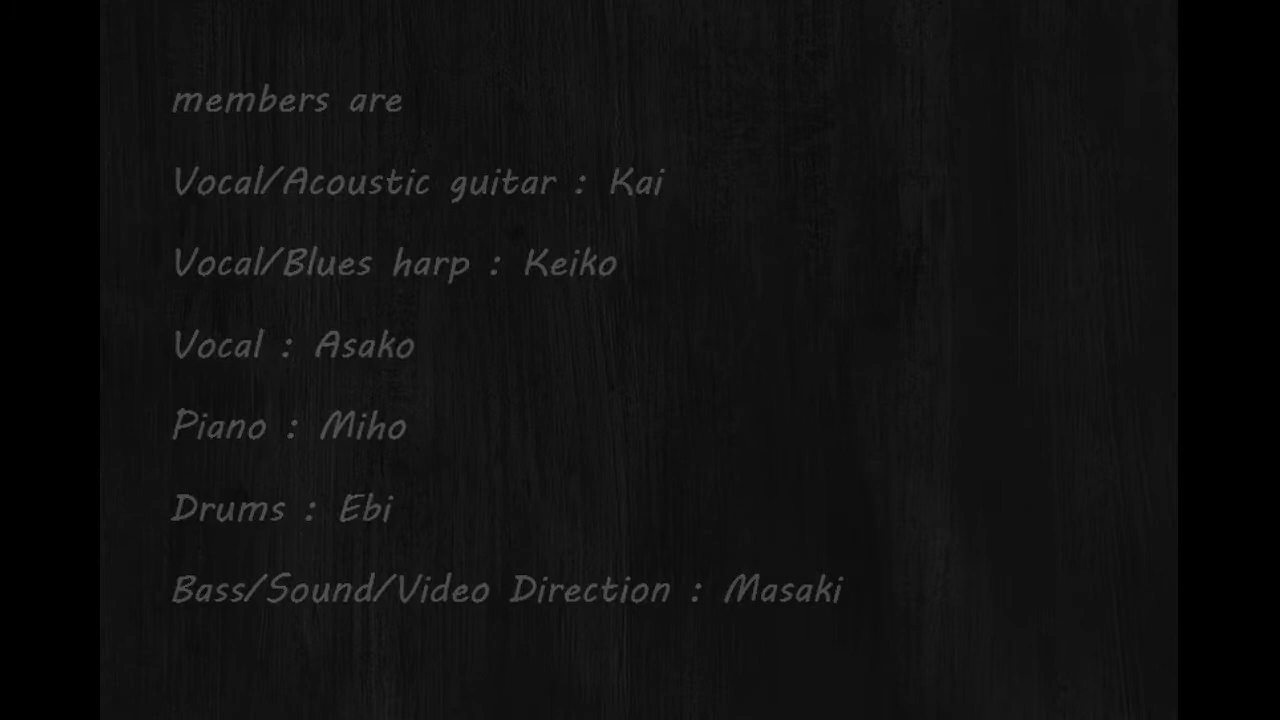 members are
Vocal/Acoustic guitar : Kai
Vocal/Blues harp : Keiko
Vocal : Asako
Piano : Miho
Drums : Ebi
Bass/Sound/Video Direction : Masaki